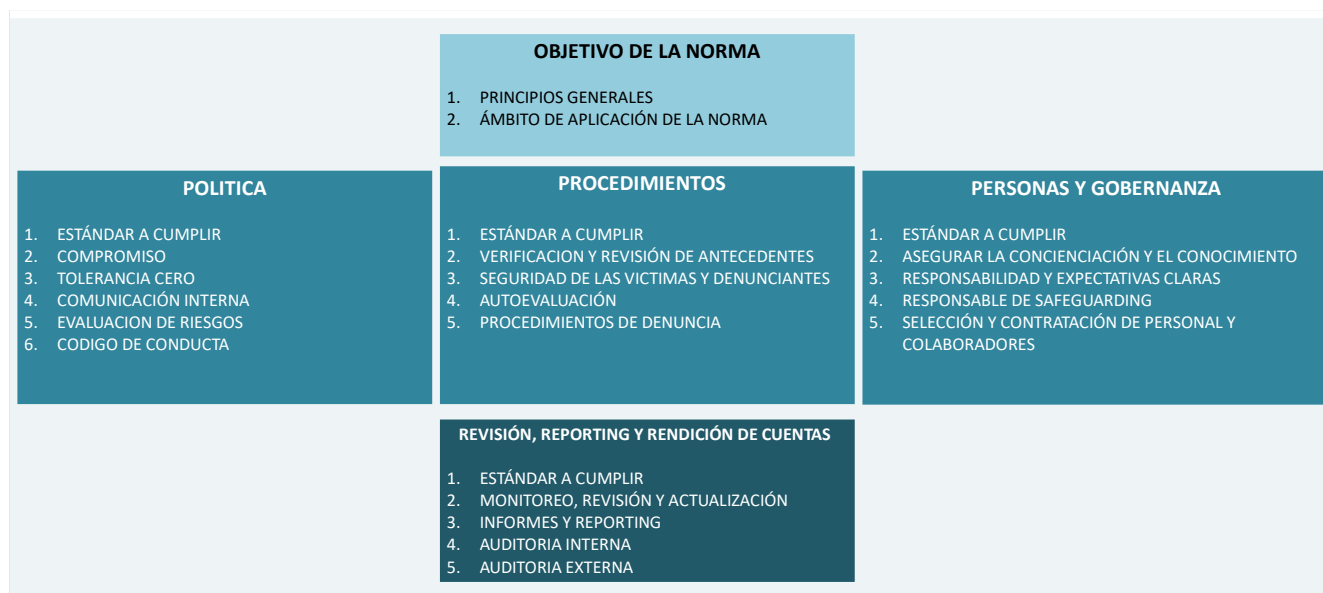 OBJETIVO DE LA NORMA
1. PRINCIPIOS GENERALES
2. ÁMBITO DE APLICACIÓN DE LA NORMA
POLITICA
1. ESTÁNDAR A CUMPLIR
2. COMPROMISO
3. TOLERANCIA CERO
4. COMUNICACIÓN INTERNA
5. EVALUACION DE RIESGOS
6. CODIGO DE CONDUCTA
PROCEDIMIENTOS
1. ESTÁNDAR A CUMPLIR
2. VERIFICACION Y REVISIÓN DE ANTECEDENTES
3. SEGURIDAD DE LAS VICTIMAS Y DENUNCIANTES
4. AUTOEVALUACIÓN
5. PROCEDIMIENTOS DE DENUNCIA
PERSONAS Y GOBERNANZA
1. ESTÁNDAR A CUMPLIR
2. ASEGURAR LA CONCIENCIACIÓN Y EL CONOCIMIENTO
3. RESPONSABILIDAD Y EXPECTATIVAS CLARAS
4. RESPONSABLE DE SAFEGUARDING
5. SELECCIÓN Y CONTRATACIÓN DE PERSONAL Y
COLABORADORES
REVISIÓN, REPORTING Y RENDICIÓN DE CUENTAS
1. ESTÁNDAR A CUMPLIR
2. MONITOREO, REVISIÓN Y ACTUALIZACIÓN
3. INFORMES Y REPORTING
4. AUDITORIA INTERNA
5. AUDITORIA EXTERNA